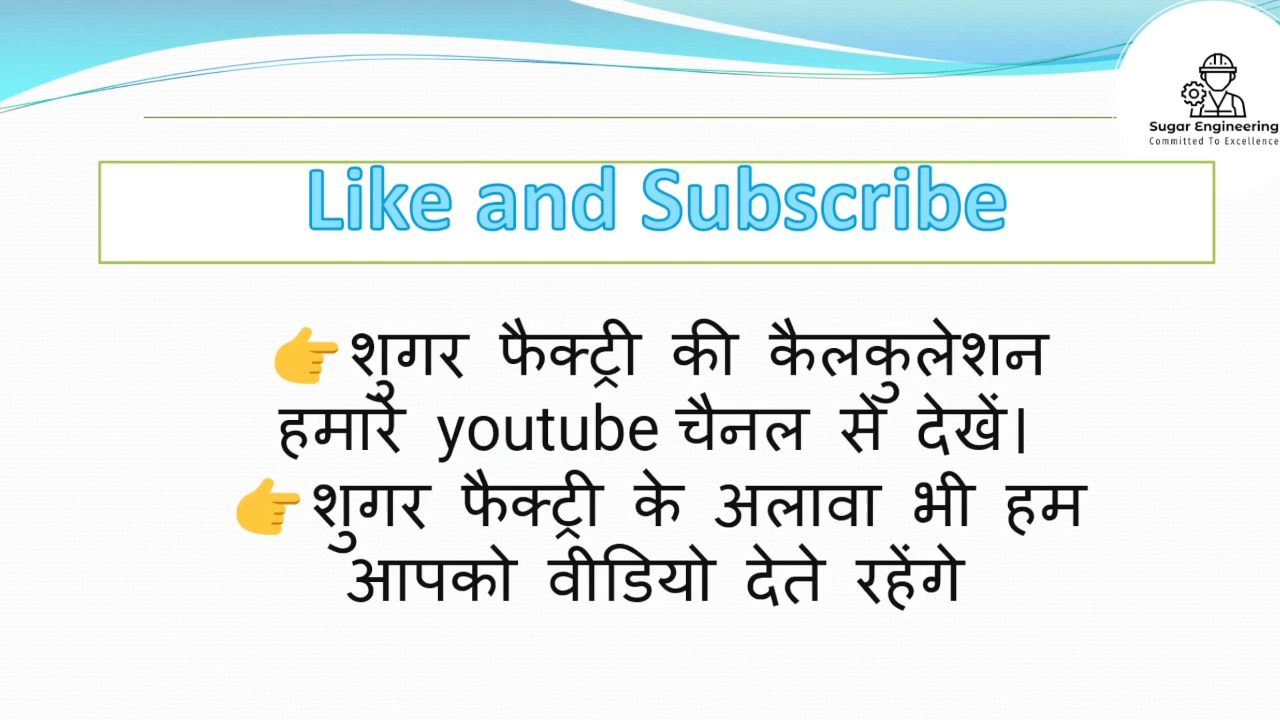 Sugar Engineering
Committed To Excellence
Like and Subscribe
👉शुगर फैक्ट्री की कैलकुलेशन
हमारे youtube चैनल से देखें।
👉शुगर फैक्ट्री के अलावा भी हम
आपको वीडियो देते रहेंगे